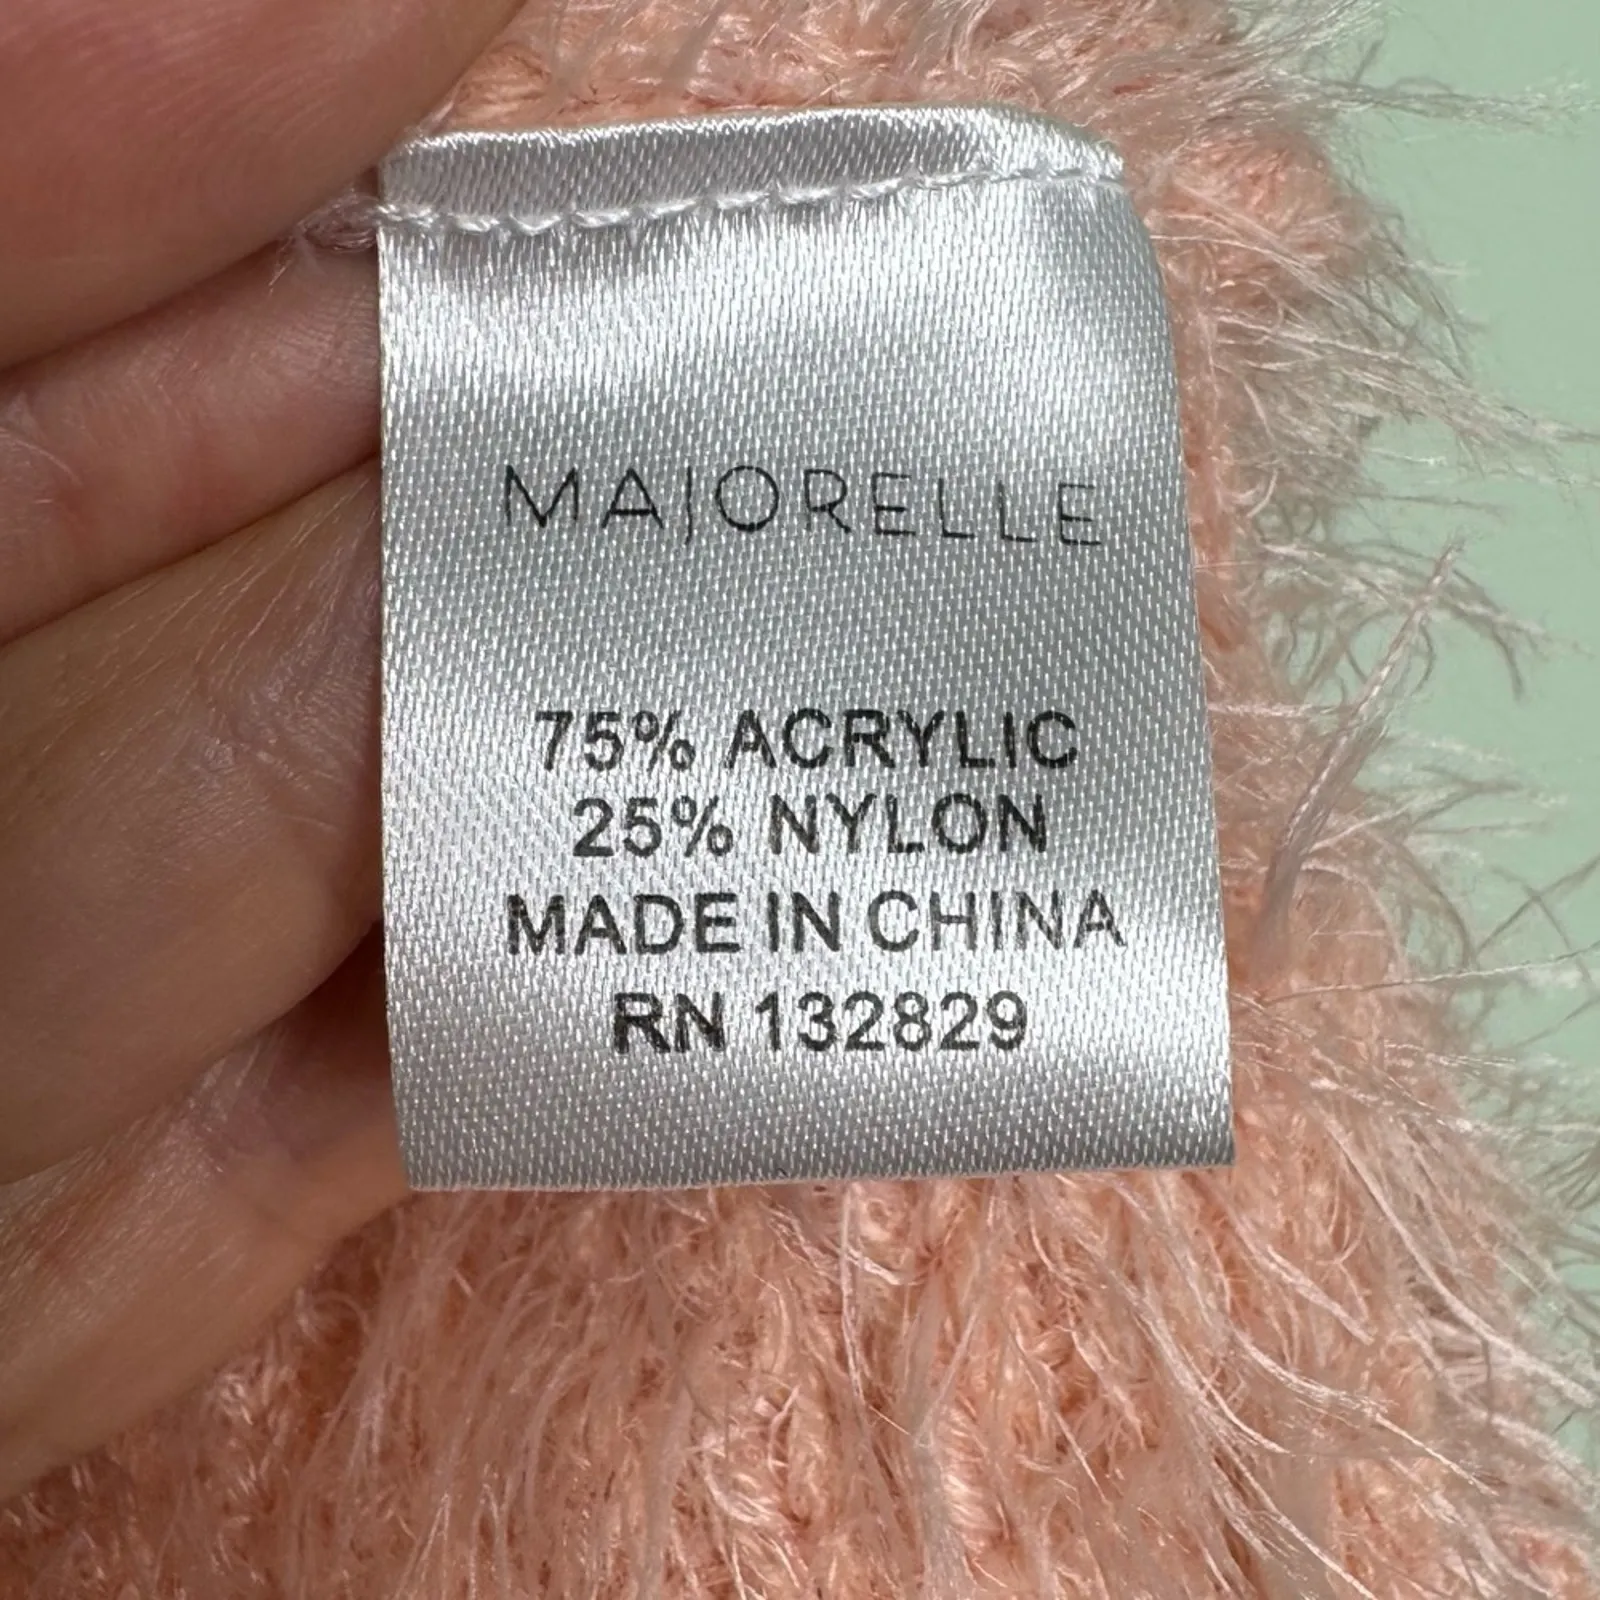 MAJORELLE
75% ACRYLIC
25% NYLON
MADE IN CHINA
RN 132829